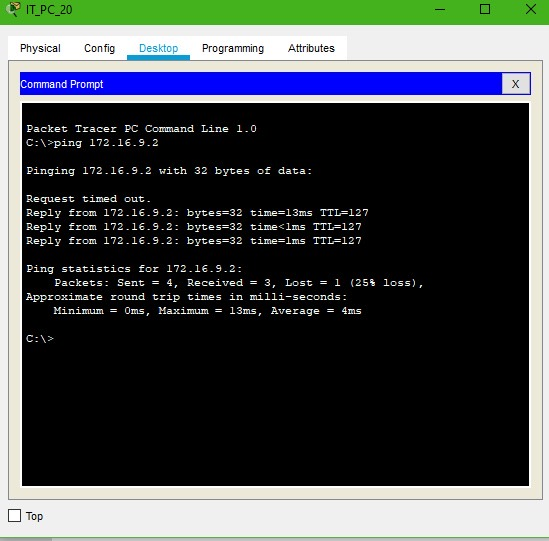 IT_PC_20
Physical Config Desktop Programming Attributes
Command Prompt X
Packet Tracer PC Command Line 1.0
C:\>ping 172.16.9.2
Pinging 172.16.9.2 with 32 bytes of data:
Request timed out.
Reply from 172.16.9.2: bytes=32 time=13ms TTL=127
Reply from 172.16.9.2: bytes=32 time<1ms TTL=127
Reply from 172.16.9.2: bytes=32 time=1ms TTL=127
Ping statistics for 172.16.9.2:
Packets: Sent = 4, Received = 3, Lost = 1 (25% loss),
Approximate round trip times in milli-seconds:
Minimum = 0ms, Maximum = 13ms, Average = 4ms
C:\>
Top